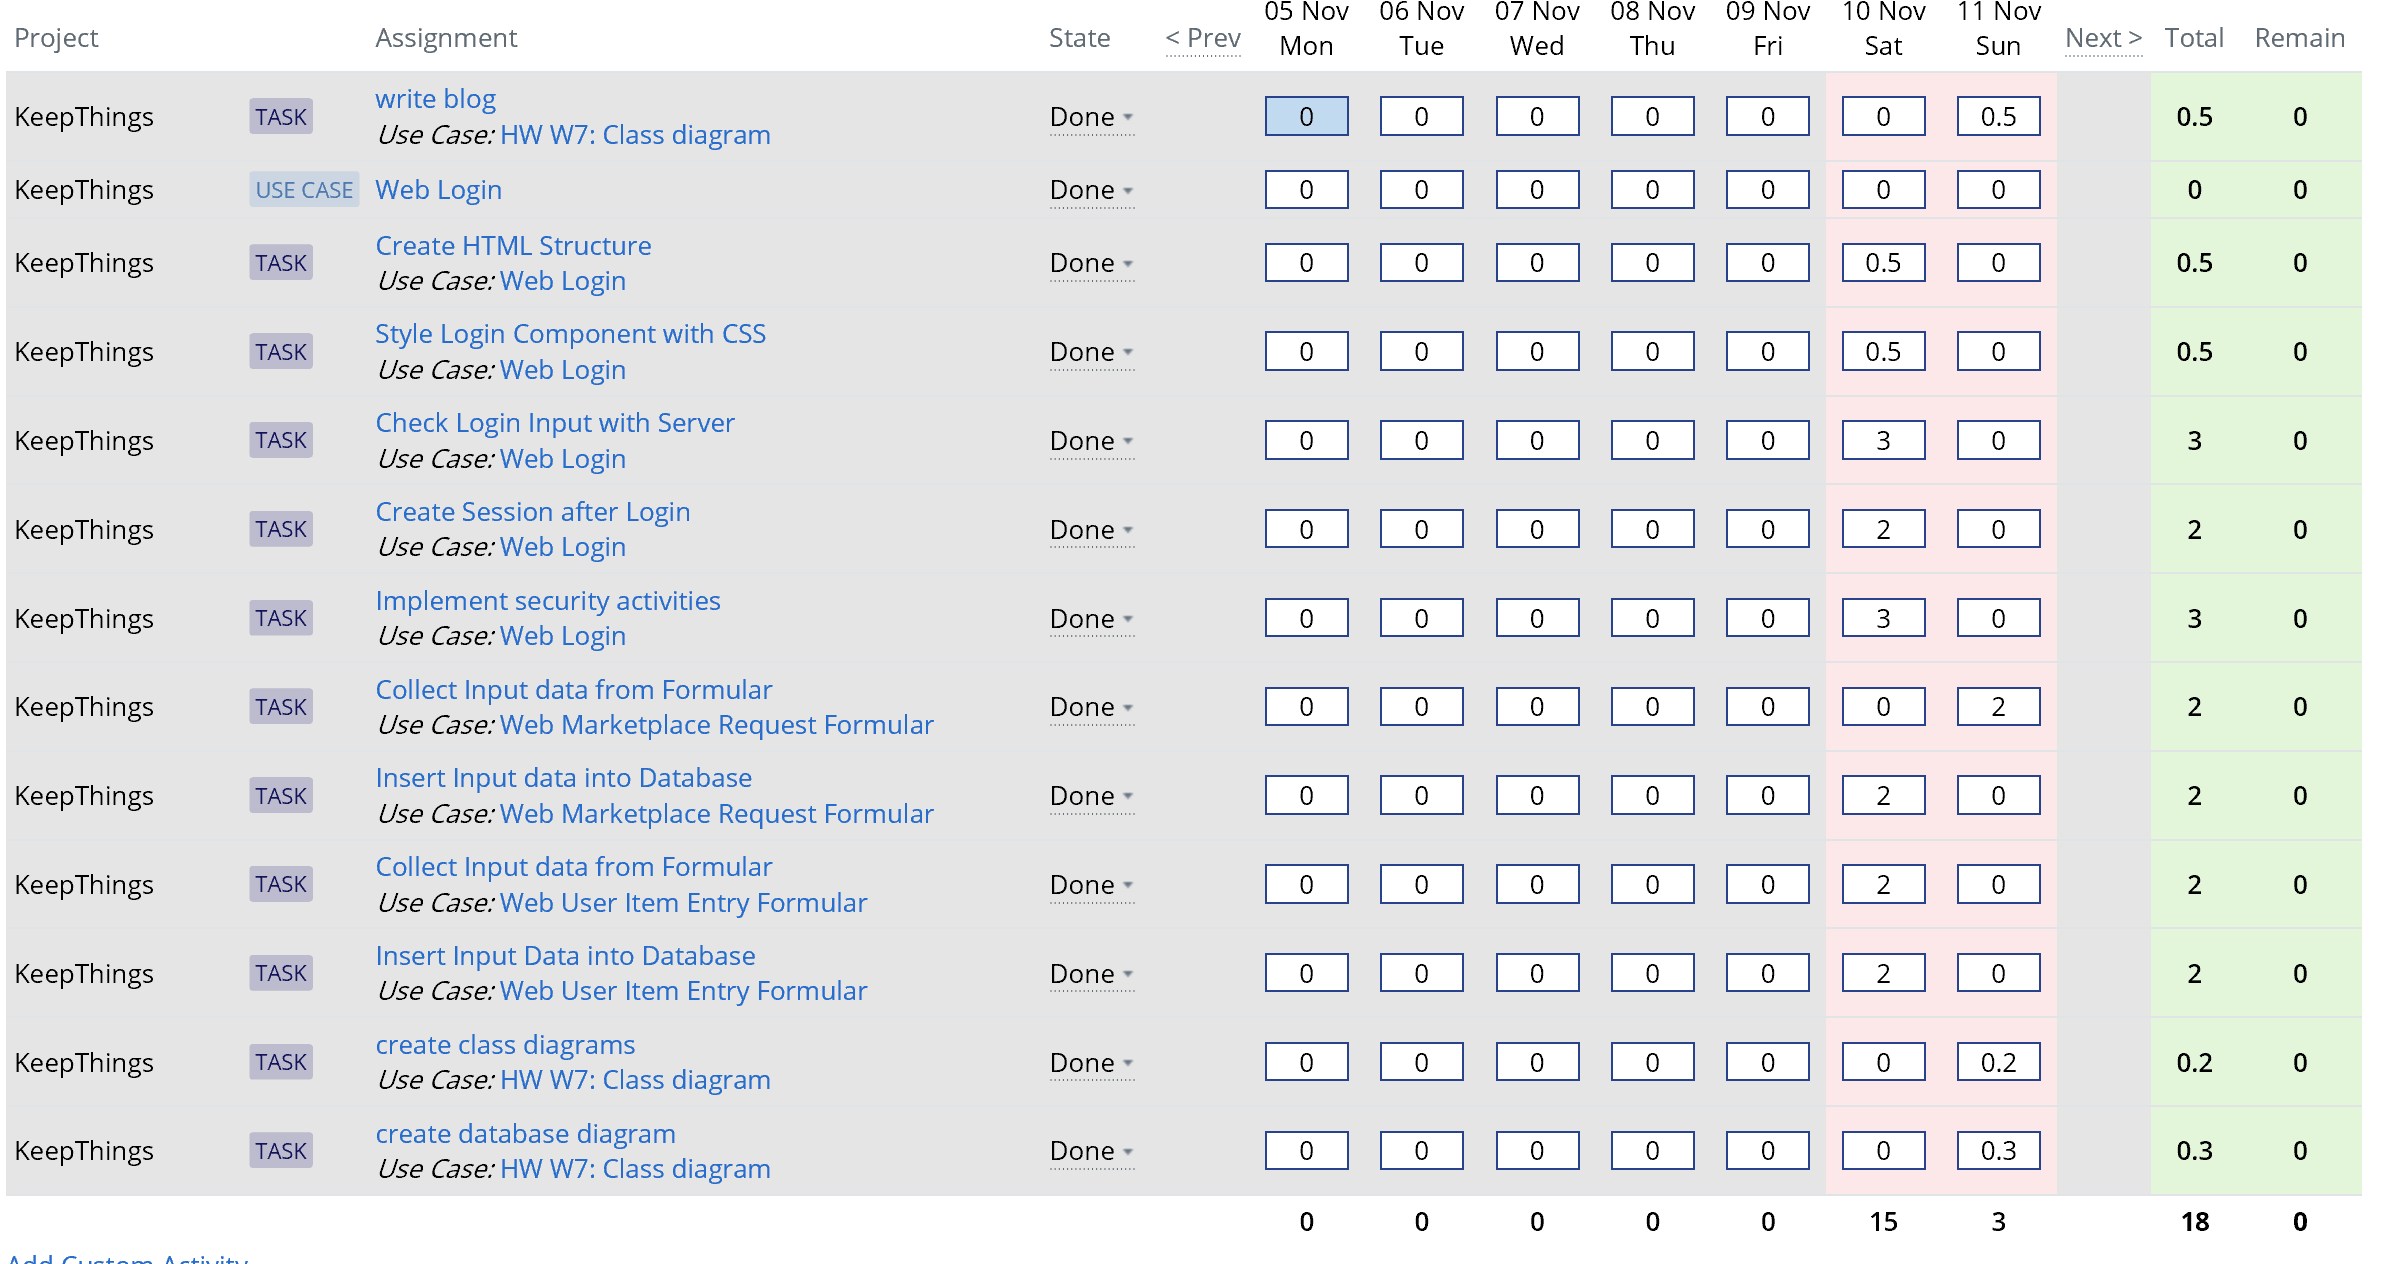 Project Assignment State < Prev 05 Nov Mon 06 Nov Tue 07 Nov Wed 08 Nov Thu 09 Nov Fri 10 Nov Sat 11 Nov Sun Next > Total Remain
KeepThings TASK write blog Done 0 0 0 0 0 0 0.5 0.5 0
Use Case: HW W7: Class diagram
KeepThings USE CASE Web Login Done 0 0 0 0 0 0 0 0 0
KeepThings TASK Create HTML Structure Done 0 0 0 0 0 0.5 0 0.5 0
Use Case: Web Login
KeepThings TASK Style Login Component with CSS Done 0 0 0 0 0 0.5 0 0.5 0
Use Case: Web Login
KeepThings TASK Check Login Input with Server Done 0 0 0 0 0 3 0 3 0
Use Case: Web Login
KeepThings TASK Create Session after Login Done 0 0 0 0 0 2 0 2 0
Use Case: Web Login
KeepThings TASK Implement security activities Done 0 0 0 0 0 3 0 3 0
Use Case: Web Login
KeepThings TASK Collect Input data from Formular Done 0 0 0 0 0 0 2 2 0
Use Case: Web Marketplace Request Formular
KeepThings TASK Insert Input data into Database Done 0 0 0 0 0 2 0 2 0
Use Case: Web Marketplace Request Formular
KeepThings TASK Collect Input data from Formular Done 0 0 0 0 0 2 0 2 0
Use Case: Web User Item Entry Formular
KeepThings TASK Insert Input Data into Database Done 0 0 0 0 0 2 0 2 0
Use Case: Web User Item Entry Formular
KeepThings TASK create class diagrams Done 0 0 0 0 0 0 0.2 0.2 0
Use Case: HW W7: Class diagram
KeepThings TASK create database diagram Done 0 0 0 0 0 0 0.3 0.3 0
Use Case: HW W7: Class diagram
0 0 0 0 0 15 3 18 0
Add Custom Activity